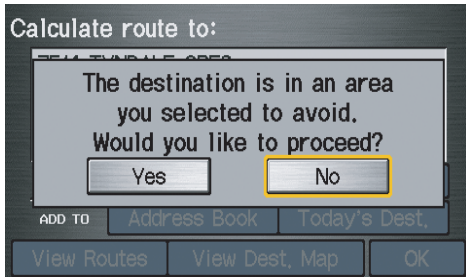 Calculate route to:
The destination is in an area
you selected to avoid.
Would you like to proceed?
Yes No
ADD TO Address Book Today's Dest.
View Routes View Dest. Map OK